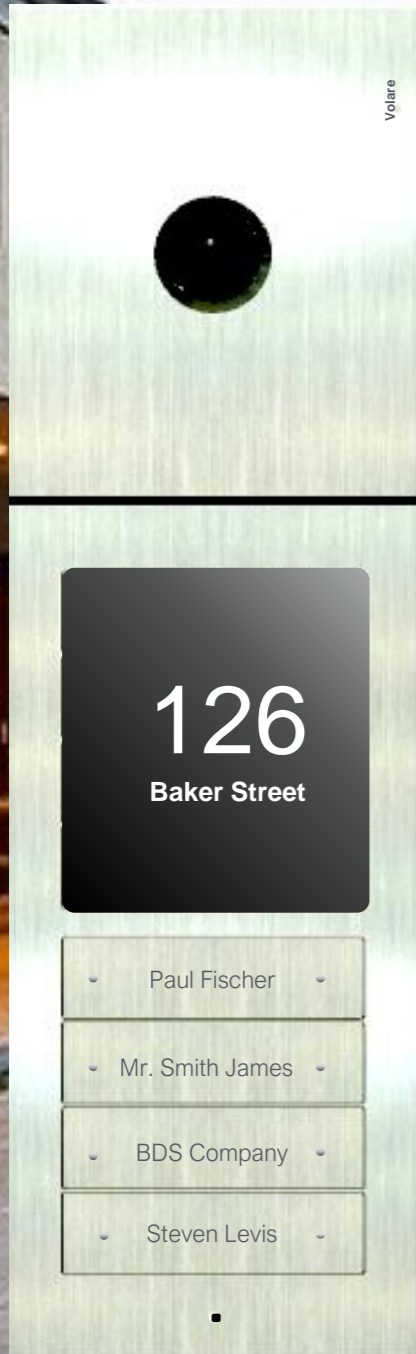 Volare
126
Baker Street
Paul Fischer
Mr. Smith James
BDS Company
Steven Levis